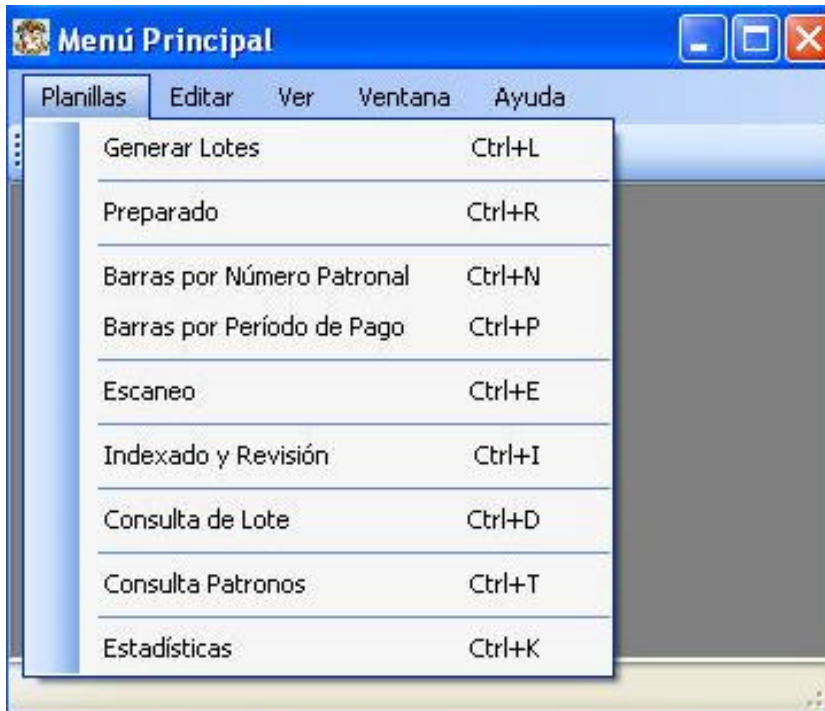 Menú Principal
Planillas Editar Ver Ventana Ayuda
Generar Lotes Ctrl+L
Preparado Ctrl+R
Barras por Número Patronal Ctrl+N
Barras por Período de Pago Ctrl+P
Escaneo Ctrl+E
Indexado y Revisión Ctrl+I
Consulta de Lote Ctrl+D
Consulta Patronos Ctrl+T
Estadísticas Ctrl+K